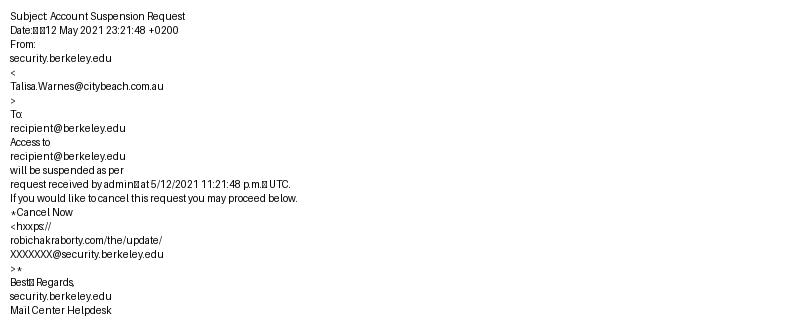 Subject: Account Suspension Request
Date: 12 May 2021 23:21:48 +0200
From:
security.berkeley.edu
<
Talisa.Warnes@citybeach.com.au
>
To:
recipient@berkeley.edu
Access to
recipient@berkeley.edu
will be suspended as per
request received by admin at 5/12/2021 11:21:48 p.m. UTC.
If you would like to cancel this request you may proceed below.
*Cancel Now
<hxxps://
robichakraborty.com/the/update/
XXXXXXX@security.berkeley.edu
>*
Best Regards,
security.berkeley.edu
Mail Center Helpdesk